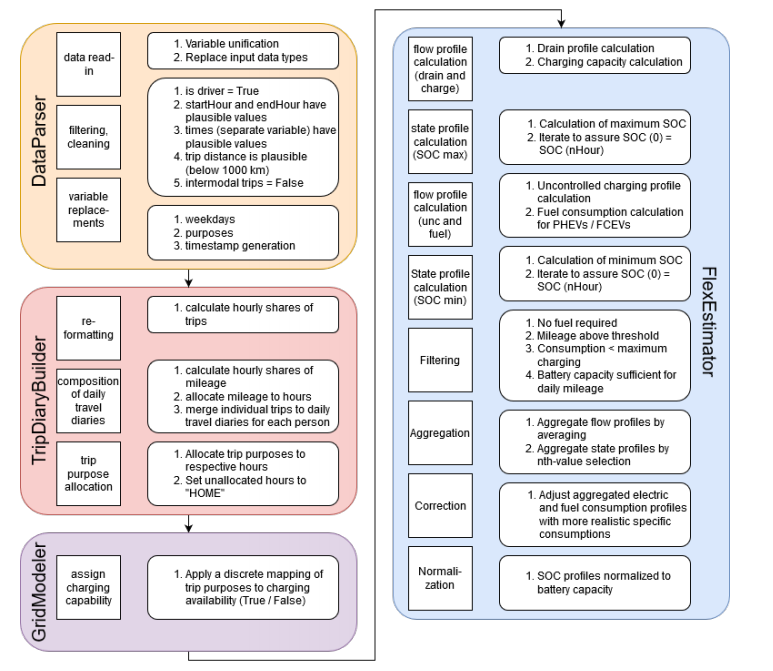 DataParser
data read-
in
1. Variable unification
2. Replace input data types
filtering,
cleaning
1. is driver = True
2. startHour and endHour have
plausible values
3. times (separate variable) have
plausible values
4. trip distance is plausible
(below 1000 km)
5. intermodal trips = False
variable
replace-
ments
1. weekdays
2. purposes
3. timestamp generation
TripDiaryBuilder
re-
formatting
1. calculate hourly shares of
trips
composition
of daily
travel
diaries
1. calculate hourly shares of
mileage
2. allocate mileage to hours
3. merge individual trips to daily
travel diaries for each person
trip
purpose
allocation
1. Allocate trip purposes to
respective hours
2. Set unallocated hours to
"HOME"
GridModeler
assign
charging
capability
1. Apply a discrete mapping of
trip purposes to charging
availability (True / False)
FlexEstimator
flow profile
calculation
(drain and
charge)
1. Drain profile calculation
2. Charging capacity calculation
state profile
calculation
(SOC max)
1. Calculation of maximum SOC
2. Iterate to assure SOC (0) =
SOC (nHour)
flow profile
calculation
(unc and
fuel)
1. Uncontrolled charging profile
calculation
2. Fuel consumption calculation
for PHEVs / FCEVs
State profile
calculation
(SOC min)
1. Calculation of minimum SOC
2. Iterate to assure SOC (0) =
SOC (nHour)
Filtering
1. No fuel required
2. Mileage above threshold
3. Consumption < maximum
charging
4. Battery capacity sufficient for
daily mileage
Aggregation
1. Aggregate flow profiles by
averaging
2. Aggregate state profiles by
nth-value selection
Correction
1. Adjust aggregated electric
and fuel consumption profiles
with more realistic specific
consumptions
Normali-
zation
1. SOC profiles normalized to
battery capacity